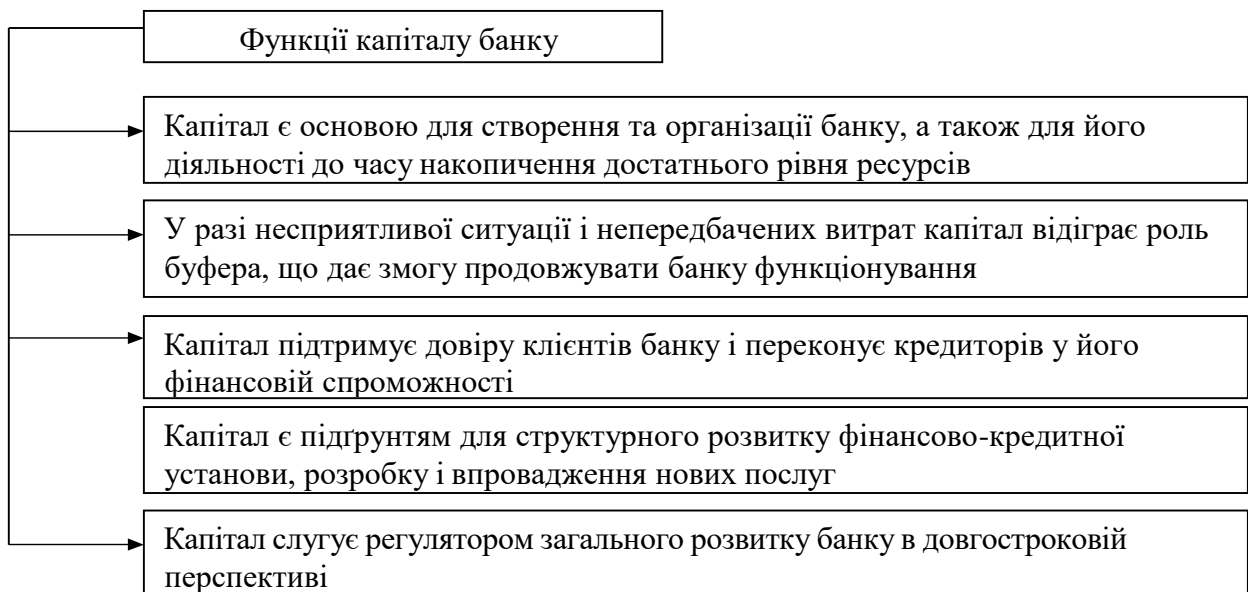 Функції капіталу банку
Капітал є основою для створення та організації банку, а також для його
діяльності до часу накопичення достатнього рівня ресурсів
У разі несприятливої ситуації і непередбачених витрат капітал відіграє роль
буфера, що дає змогу продовжувати банку функціонування
Капітал підтримує довіру клієнтів банку і переконує кредиторів у його
фінансовій спроможності
Капітал є підґрунтям для структурного розвитку фінансово-кредитної
установи, розробку і впровадження нових послуг
Капітал слугує регулятором загального розвитку банку в довгостроковій
перспективі